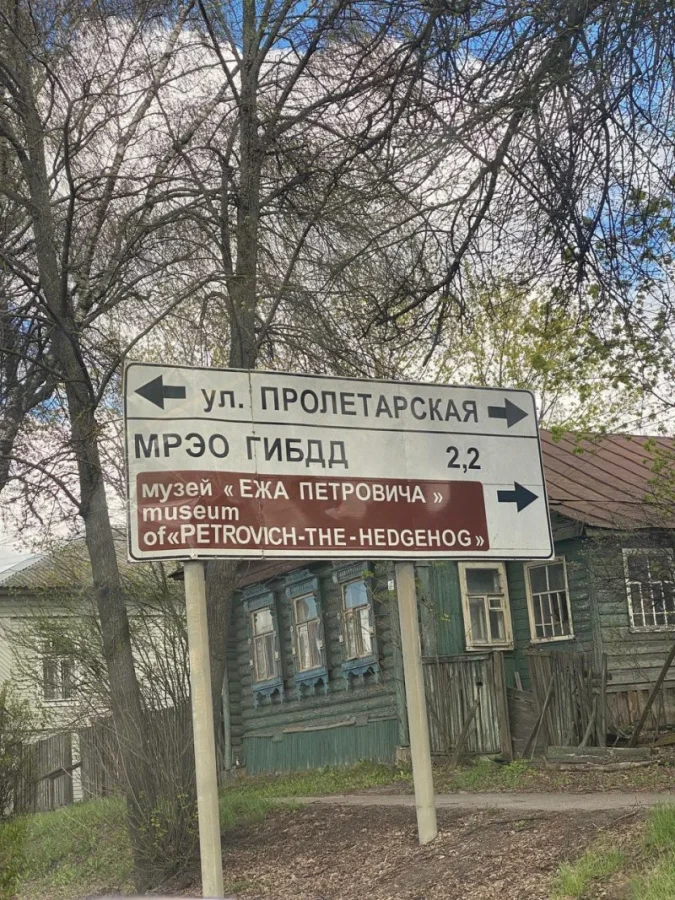 ул. ПРОЛЕТАРСКАЯ
МРЭО ГИБДД 2,2
музей « ЕЖА ПЕТРОВИЧА »
museum
of «PETROVICH-THE-HEDGEHOG»